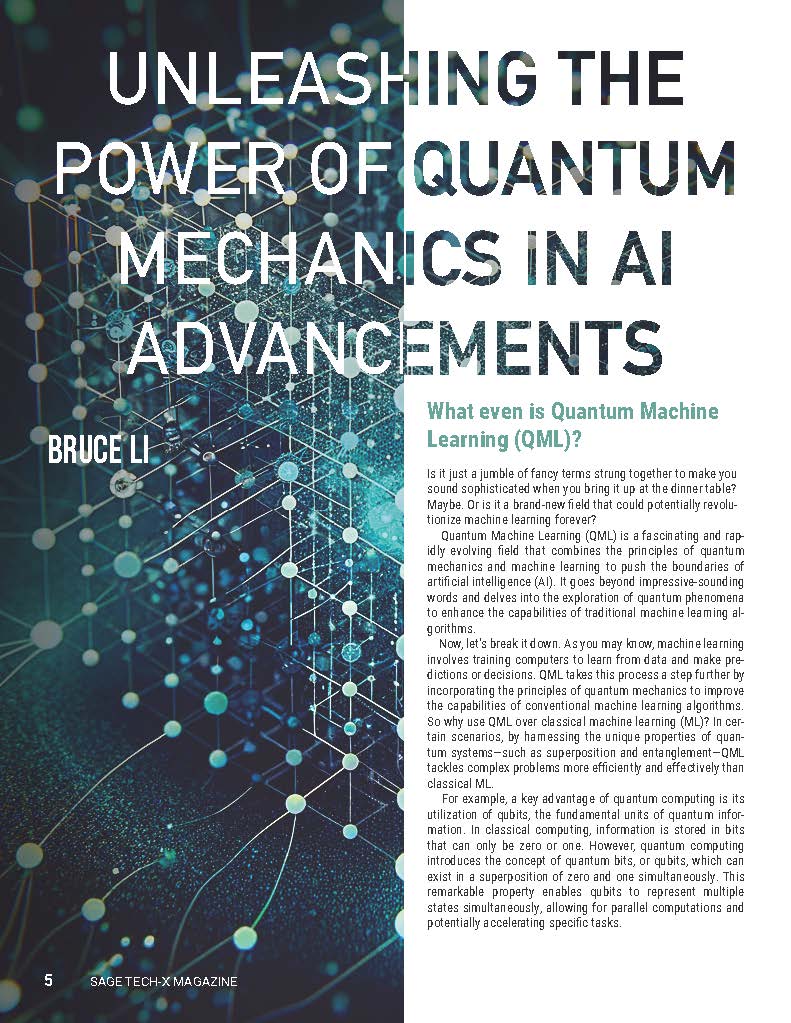 UNLEASHING THE
POWER OF QUANTUM
MECHANICS IN AI
ADVANCEMENTS
BRUCE LI
What even is Quantum Machine
Learning (QML)?
Is it just a jumble of fancy terms strung together to make you
sound sophisticated when you bring it up at the dinner table?
Maybe. Or is it a brand-new field that could potentially revolu-
tionize machine learning forever?
Quantum Machine Learning (QML) is a fascinating and rap-
idly evolving field that combines the principles of quantum
mechanics and machine learning to push the boundaries of
artificial intelligence (AI). It goes beyond impressive-sounding
words and delves into the exploration of quantum phenomena
to enhance the capabilities of traditional machine learning al-
gorithms.
Now, let's break it down. As you may know, machine learning
involves training computers to learn from data and make pre-
dictions or decisions. QML takes this process a step further by
incorporating the principles of quantum mechanics to improve
the capabilities of conventional machine learning algorithms.
So why use QML over classical machine learning (ML)? In cer-
tain scenarios, by harnessing the unique properties of quan-
tum systems—such as superposition and entanglement—QML
tackles complex problems more efficiently and effectively than
classical ML.
For example, a key advantage of quantum computing is its
utilization of qubits, the fundamental units of quantum infor-
mation. In classical computing, information is stored in bits
that can only be zero or one. However, quantum computing
introduces the concept of quantum bits, or qubits, which can
exist in a superposition of zero and one simultaneously. This
remarkable property enables qubits to represent multiple
states simultaneously, allowing for parallel computations and
potentially accelerating specific tasks.
5 SAGE TECH-X MAGAZINE